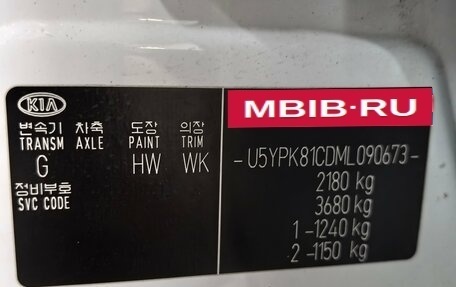 KIA
변속기 차축 도장 의장
TRANSM AXLE PAINT TRIM
G HW WK
정비부호
SVC CODE
MBIB-RU
-U5YPK81CDML090673-
2180 kg
3680 kg
1 -1240 kg
2 -1150 kg